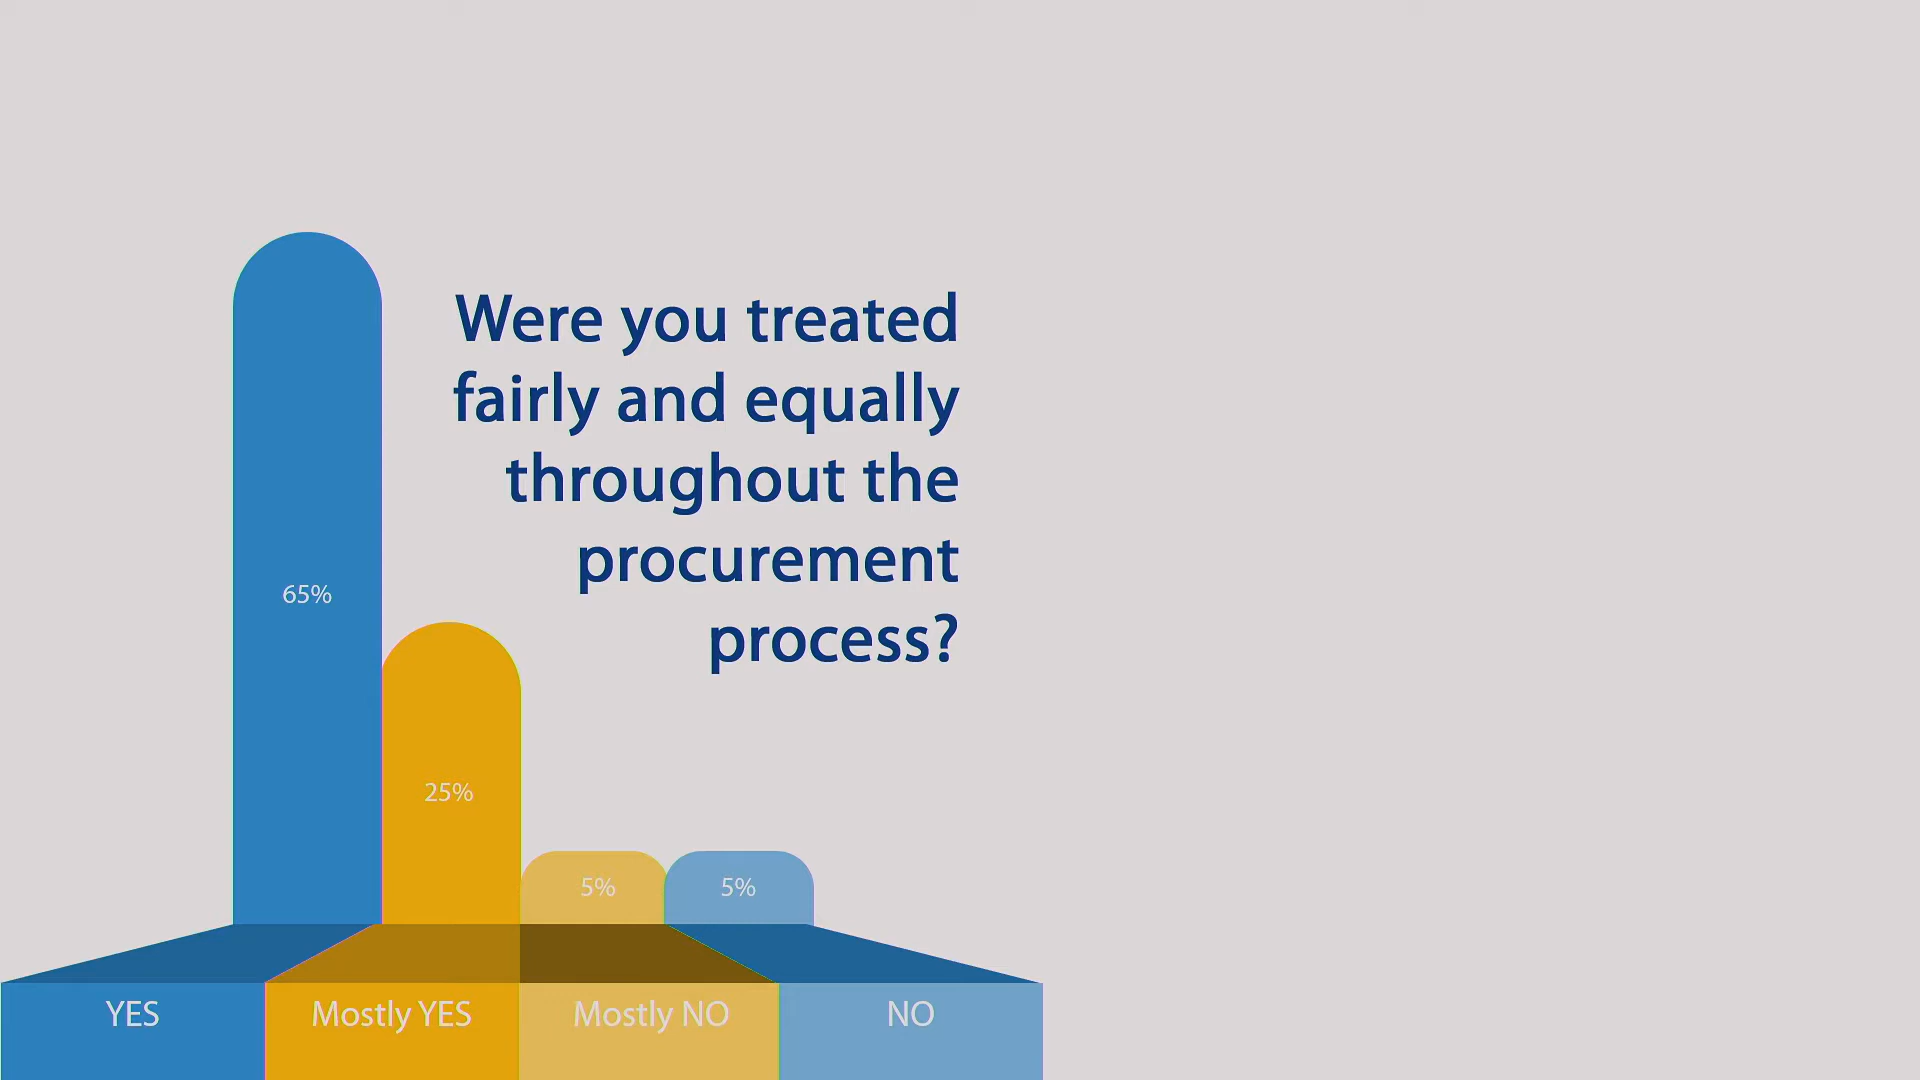 Were you treated
fairly and equally
throughout the
procurement
process?
65%
25%
5%
5%
YES
Mostly YES
Mostly NO
NO